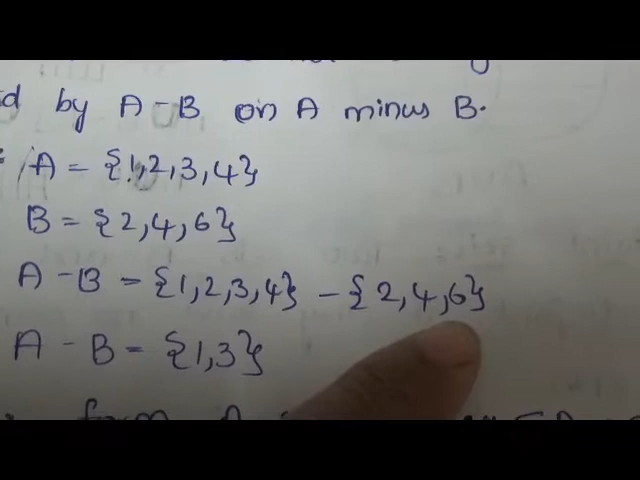 by A - B on A minus B.
A = {1,2,3,4}
B = {2,4,6}
A - B = {1,2,3,4} - {2,4,6}
A - B = {1,3}